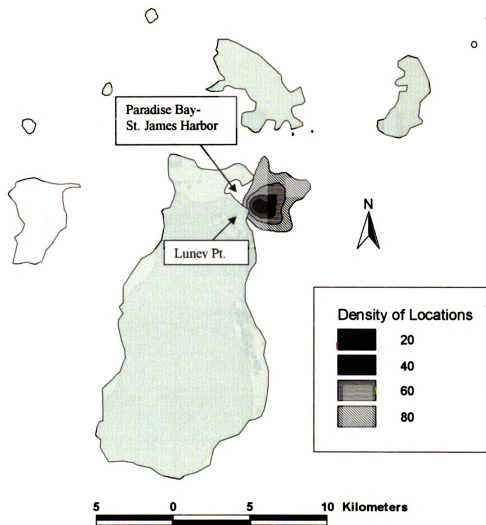 Paradise Bay-
St. James Harbor
Luney Pt.
N
Density of Locations
20
40
60
80
5 0 5 10 Kilometers